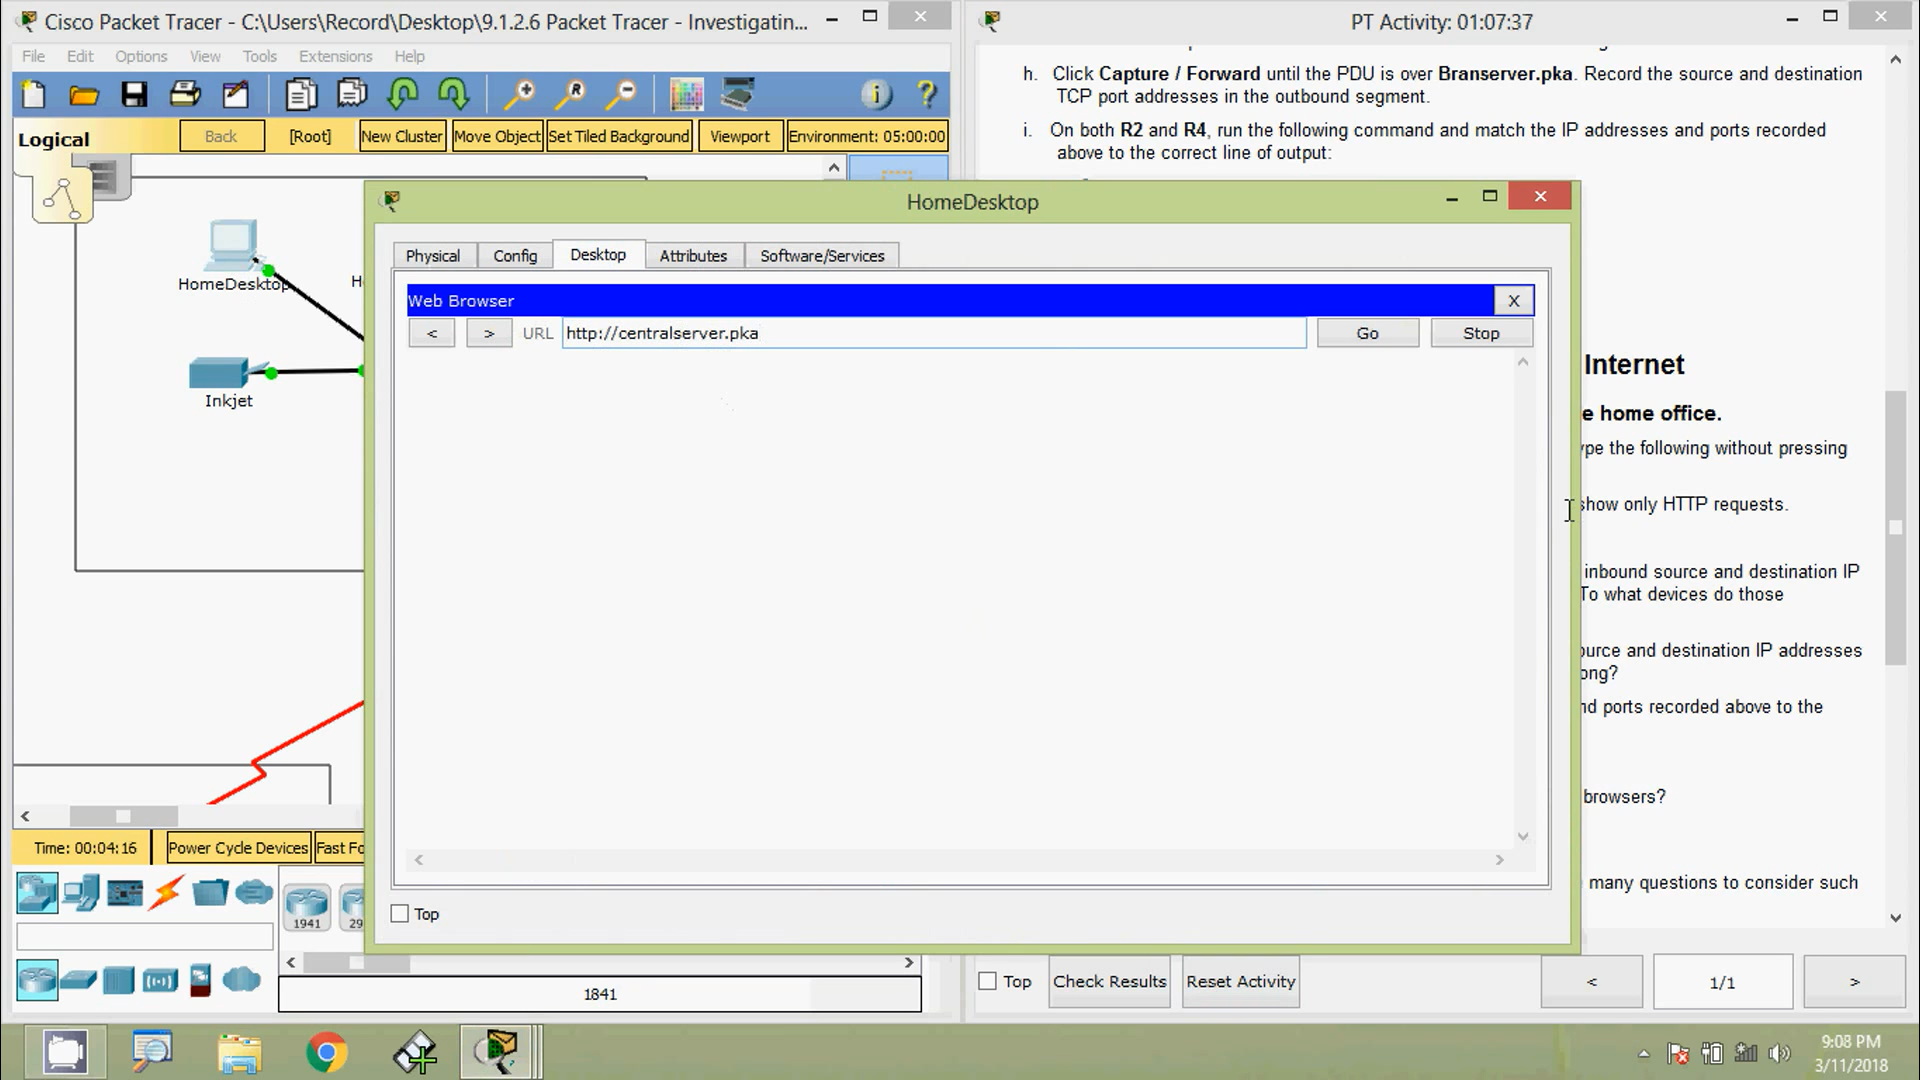 Cisco Packet Tracer - C:\Users\Record\Desktop\9.1.2.6 Packet Tracer - Investigatin...
File Edit Options View Tools Extensions Help
Logical
Back
[Root]
New Cluster
Move Object
Set Tiled Background
Viewport
Environment: 05:00:00
HomeDesktop
H
Inkjet
Time: 00:04:16
Power Cycle Devices
Fast Fo
1941
29
1841
PT Activity: 01:07:37
h. Click Capture / Forward until the PDU is over Branserver.pka. Record the source and destination
TCP port addresses in the outbound segment.
i. On both R2 and R4, run the following command and match the IP addresses and ports recorded
above to the correct line of output:
Internet
e home office.
ype the following without pressing
show only HTTP requests.
inbound source and destination IP
To what devices do those
ource and destination IP addresses
ong?
nd ports recorded above to the
browsers?
many questions to consider such
Top
Check Results
Reset Activity
<
1/1
>
HomeDesktop
Physical
Config
Desktop
Attributes
Software/Services
Web Browser
X
<
>
URL
http://centralserver.pka
Go
Stop
Top
9:08 PM
3/11/2018